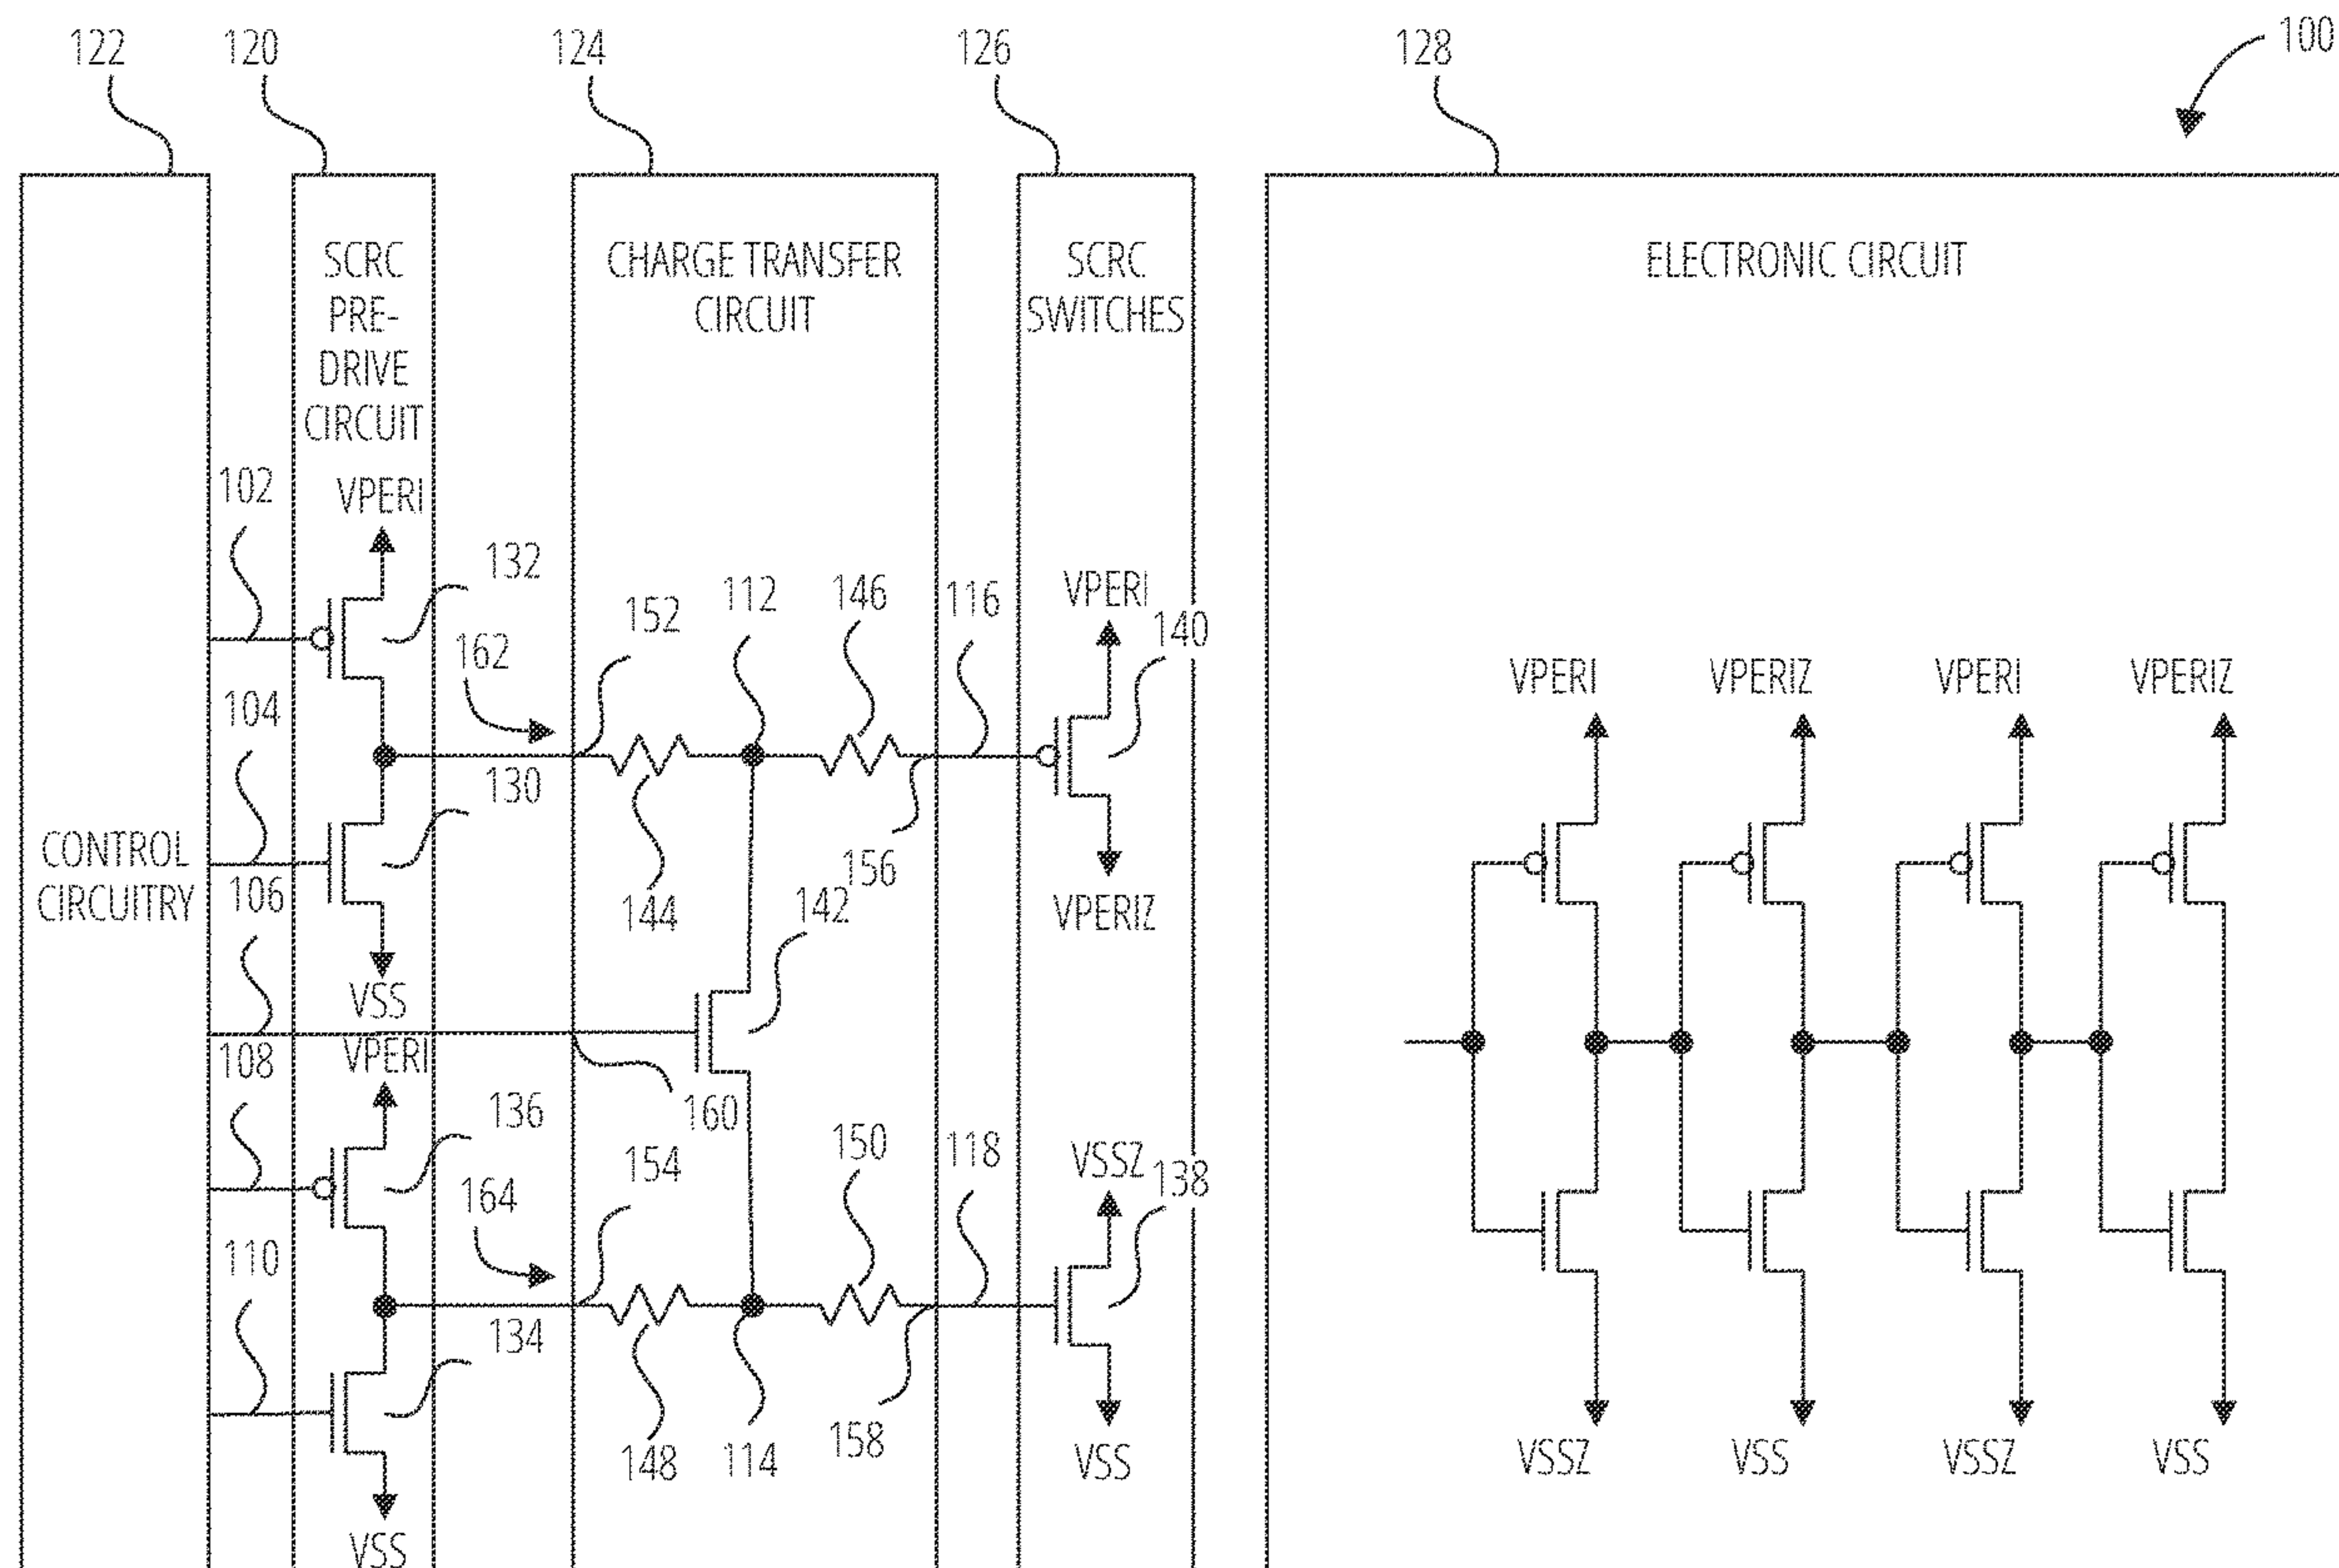 122
120
124
126
128
100
SCRC
PRE-
DRIVE
CIRCUIT
CHARGE TRANSFER
CIRCUIT
SCRC
SWITCHES
ELECTRONIC CIRCUIT
CONTROL
CIRCUITRY
102
104
106
108
110
VPERI
132
162
130
VSS
VPERI
136
164
134
VSS
152
112
146
116
144
156
142
160
154
150
118
148
114
158
VPERI
140
VPERIZ
VSSZ
138
VSS
VPERI
VPERIZ
VPERI
VPERIZ
VSSZ
VSS
VSSZ
VSS